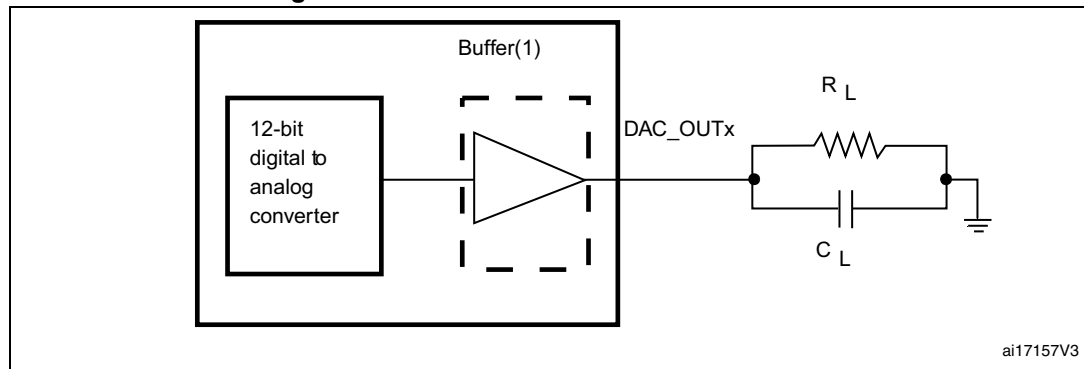 Buffer(1)
12-bit
digital to
analog
converter
DAC_OUTx
R L
C L
ai17157V3